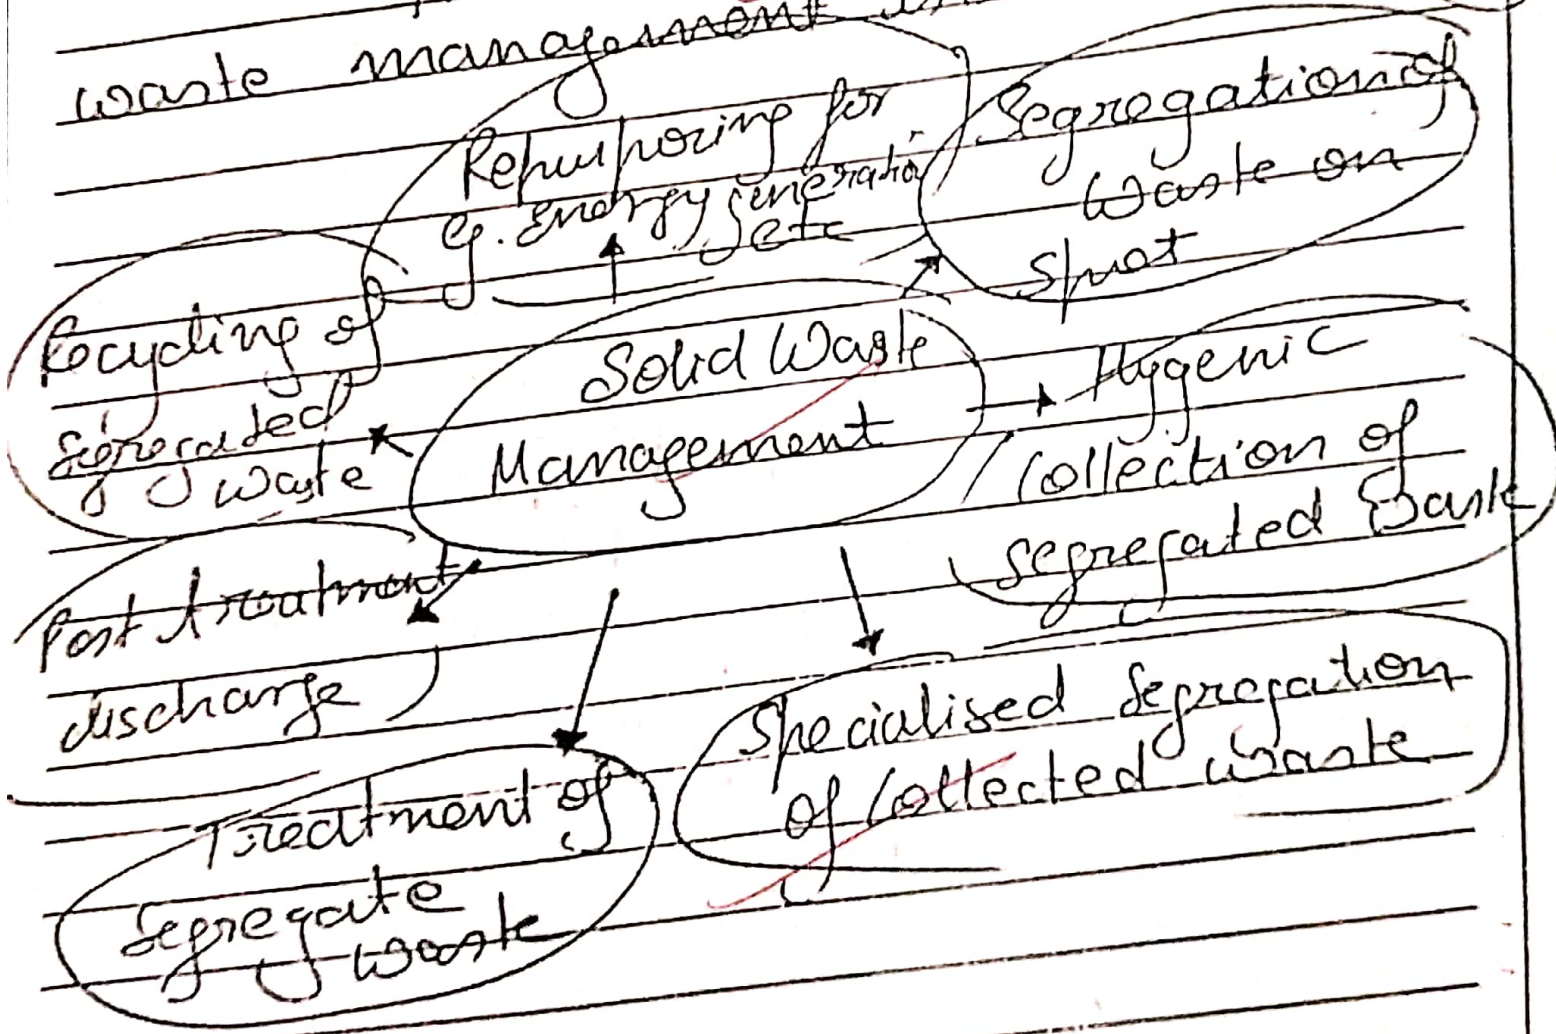 waste management
Repurposing for
eg. Energy generation
etc
Segregation of
Waste on
Spot
Recycling of
Segregated
waste
Solid Waste
Management
Hygenic
Collection of
segregated Waste
Post treatment
discharge
Treatment of
Segregate
waste
Specialised Segregation
of Collected waste